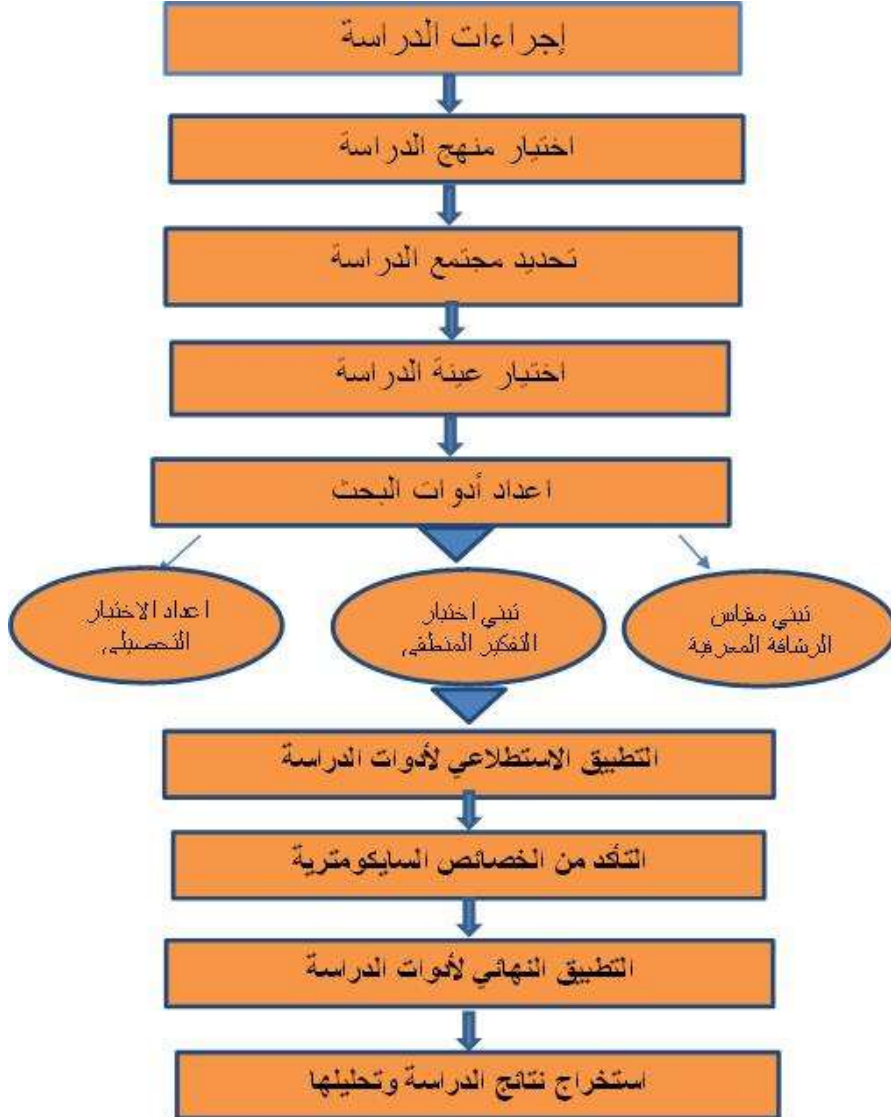 إجراءات الدراسة
اختيار منهج الدراسة
تحديد مجتمع الدراسة
اختيار عينة الدراسة
اعداد أدوات البحث
تبني مقياس
الرشاقة المعرفية
تبني اختبار
التفكير المنطقي
اعداد الاختبار
التحصيلي
التطبيق الاستطلاعي لأدوات الدراسة
التأكد من الخصائص السايكومترية
التطبيق النهائي لأدوات الدراسة
استخراج نتائج الدراسة وتحليلها